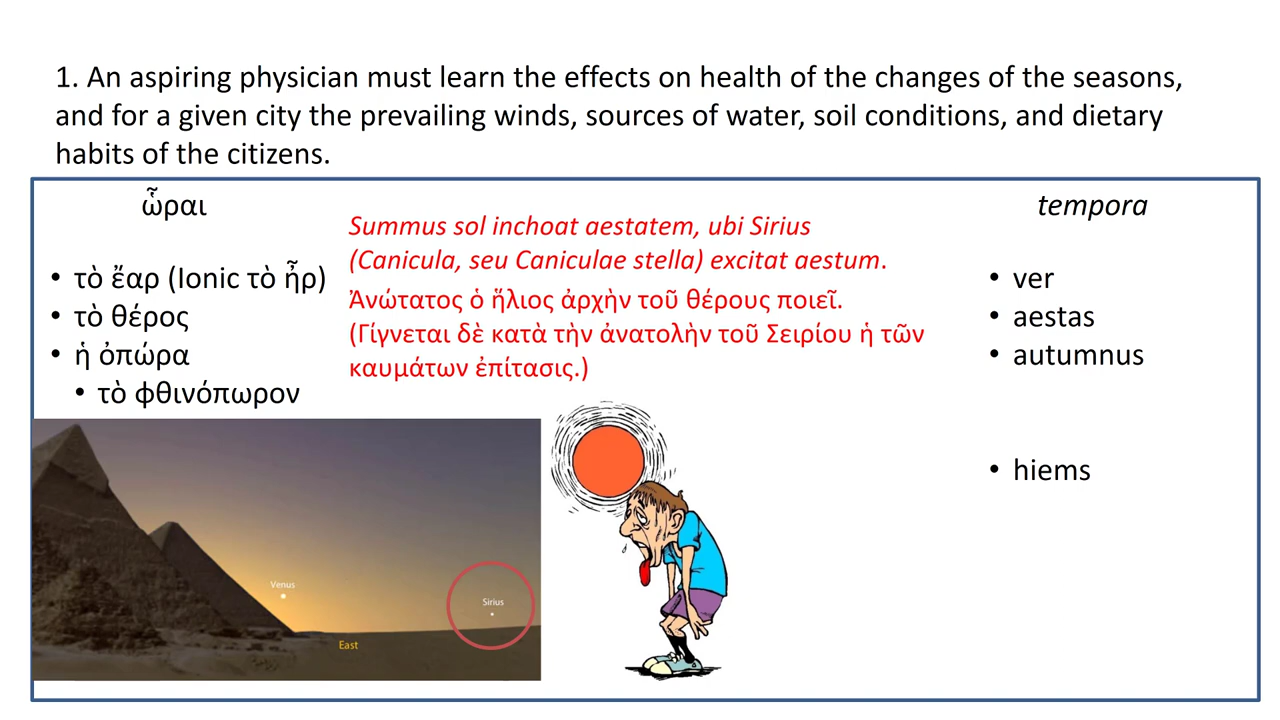 1. An aspiring physician must learn the effects on health of the changes of the seasons,
and for a given city the prevailing winds, sources of water, soil conditions, and dietary
habits of the citizens.
ὧραι
• τὸ ἔαρ (Ionic τὸ ἦρ)
• τὸ θέρος
• ἡ ὀπώρα
• τὸ φθινόπωρον
Summus sol inchoat aestatem, ubi Sirius
(Canicula, seu Caniculae stella) excitat aestum.
Ἀνώτατος ὁ ἥλιος ἀρχὴν τοῦ θέρους ποιεῖ.
(Γίγνεται δὲ κατὰ τὴν ἀνατολὴν τοῦ Σειρίου ἡ τῶν
καυμάτων ἐπίτασις.)
tempora
• ver
• aestas
• autumnus
• hiems
Venus
Sirius
East